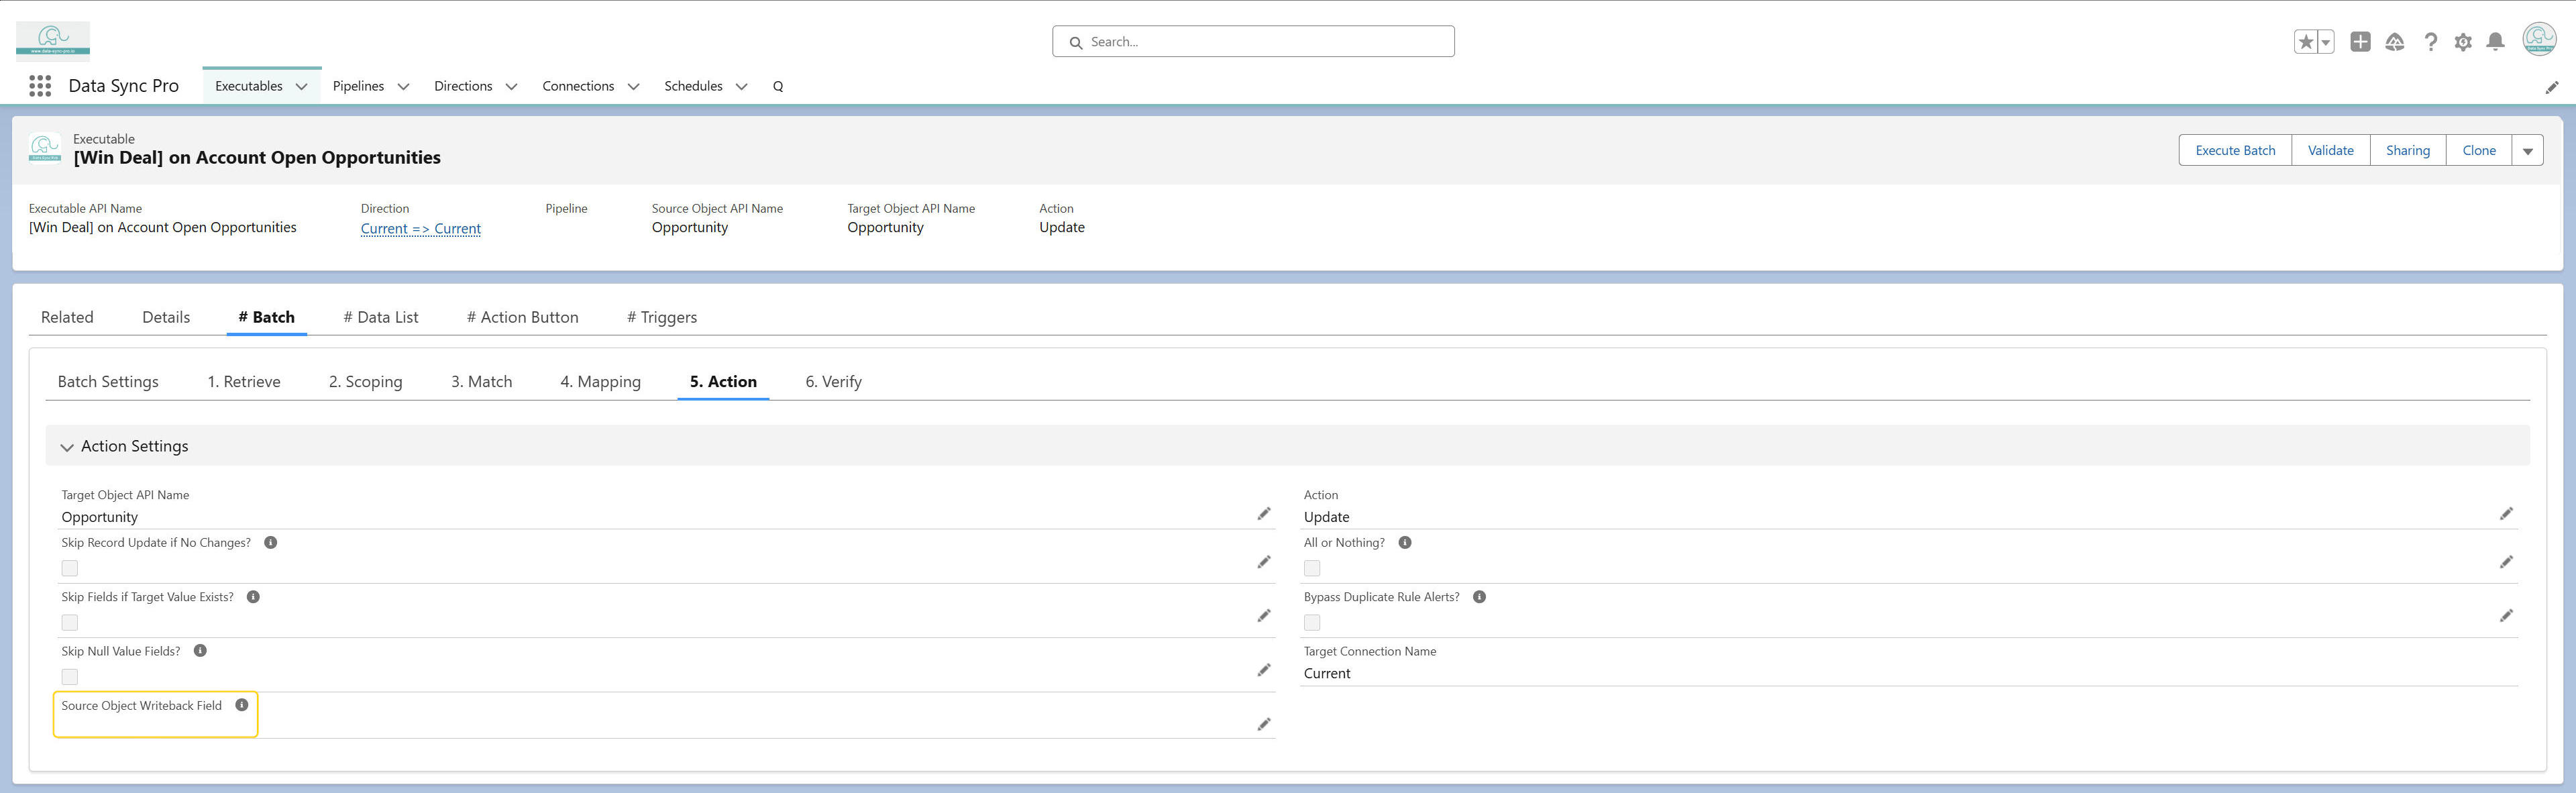 www.data-sync-pro.io
Search...
Data Sync Pro
Executables
Pipelines
Directions
Connections
Schedules
Q
Executable
[Win Deal] on Account Open Opportunities
Execute Batch
Validate
Sharing
Clone
Executable API Name
[Win Deal] on Account Open Opportunities
Direction
Current => Current
Pipeline
Source Object API Name
Opportunity
Target Object API Name
Opportunity
Action
Update
Related
Details
# Batch
# Data List
# Action Button
# Triggers
Batch Settings
1. Retrieve
2. Scoping
3. Match
4. Mapping
5. Action
6. Verify
Action Settings
Target Object API Name
Opportunity
Action
Update
Skip Record Update if No Changes?
All or Nothing?
Skip Fields if Target Value Exists?
Bypass Duplicate Rule Alerts?
Skip Null Value Fields?
Target Connection Name
Current
Source Object Writeback Field